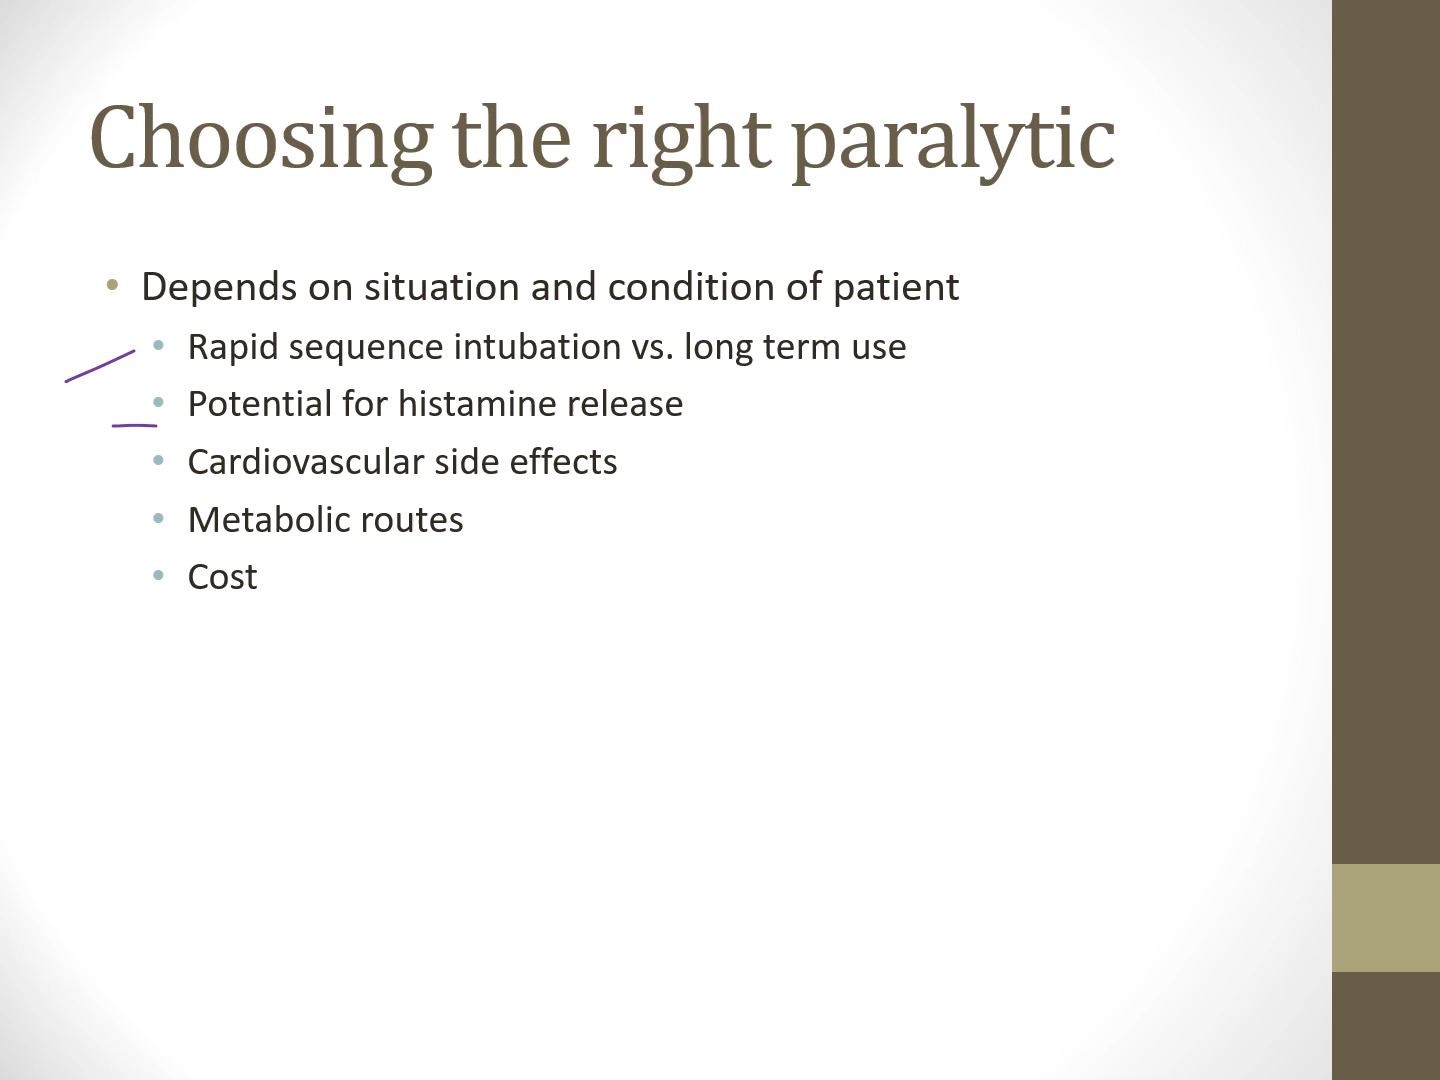 Choosing the right paralytic
• Depends on situation and condition of patient
• Rapid sequence intubation vs. long term use
• Potential for histamine release
• Cardiovascular side effects
• Metabolic routes
• Cost